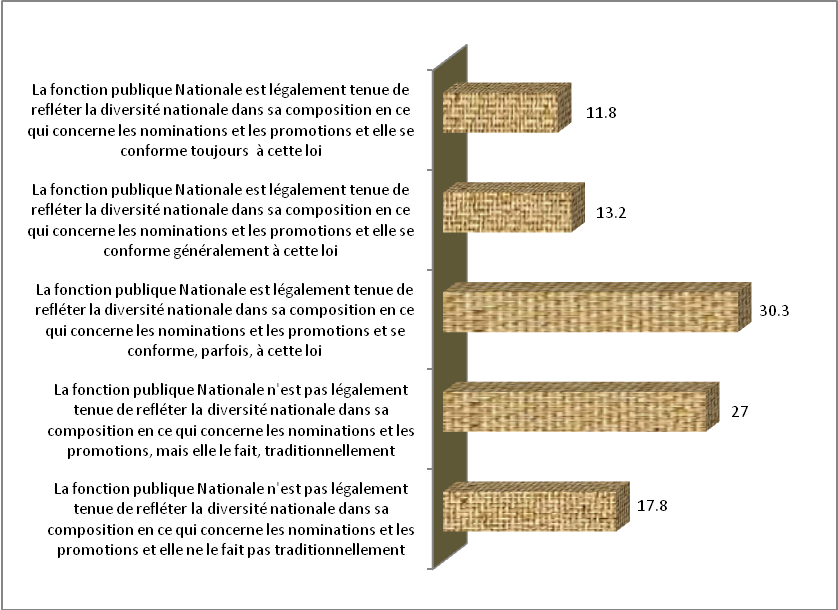 La fonction publique Nationale est légalement tenue de
refléter la diversité nationale dans sa composition en ce
qui concerne les nominations et les promotions et elle se
conforme toujours à cette loi
11.8
La fonction publique Nationale est légalement tenue de
refléter la diversité nationale dans sa composition en ce
qui concerne les nominations et les promotions et elle se
conforme généralement à cette loi
13.2
La fonction publique Nationale est légalement tenue de
refléter la diversité nationale dans sa composition en ce
qui concerne les nominations et les promotions et se
conforme, parfois, à cette loi
30.3
La fonction publique Nationale n'est pas légalement
tenue de refléter la diversité nationale dans sa
composition en ce qui concerne les nominations et les
promotions, mais elle le fait, traditionnellement
27
La fonction publique Nationale n'est pas légalement
tenue de refléter la diversité nationale dans sa
composition en ce qui concerne les nominations et les
promotions et elle ne le fait pas traditionnellement
17.8